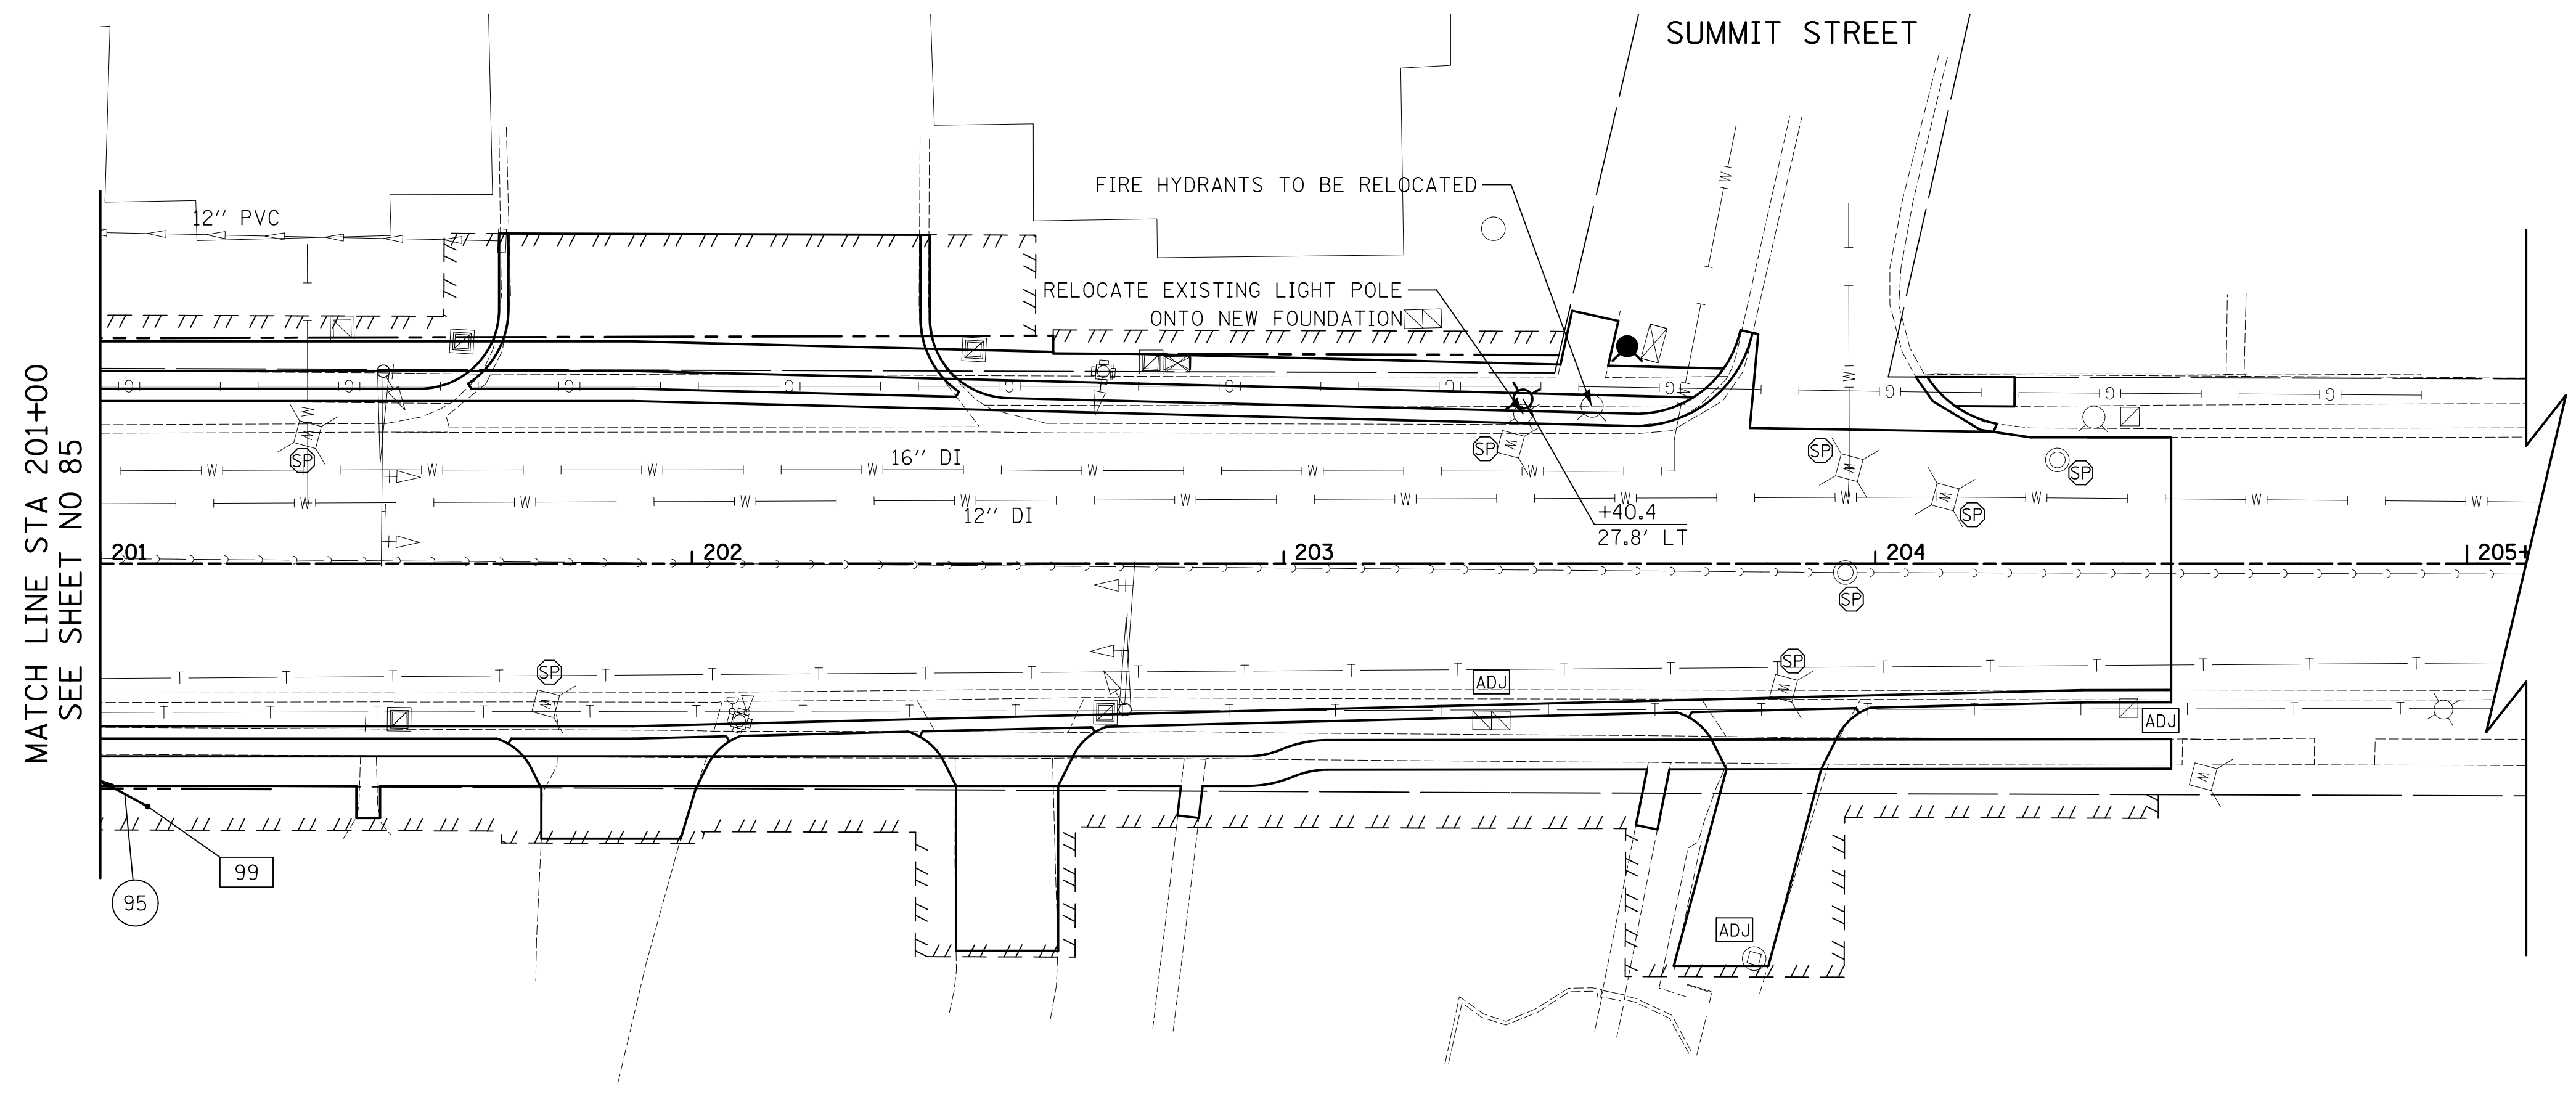 SUMMIT STREET
FIRE HYDRANTS TO BE RELOCATED
12" PVC
RELOCATE EXISTING LIGHT POLE
ONTO NEW FOUNDATION
MATCH LINE STA 201+00
SEE SHEET NO 85
G G G G G G G G G G G
W
W
W
W
W
SP
SP
SP
SP
16" DI
W W W W W W W
W W W W W W W W W W W
SP
12" DI
+40.4
27.8' LT
201
202
203
204
205+
SP
SP
SP
T T T T T T T T T T T T T T T T T T T T T T
ADJ
W
W
T T T T T T T T T T T T T T T T T T T T T
ADJ
W
99
95
ADJ